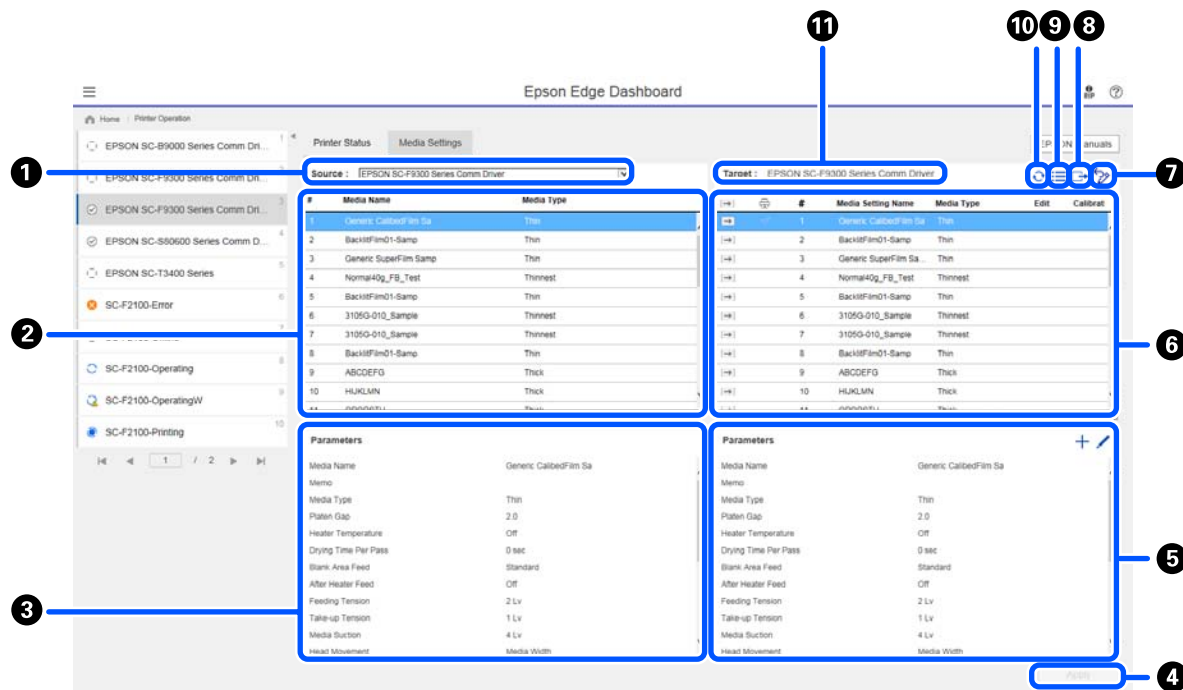 11
10 9 8
Epson Edge Dashboard
RIP
Home Printer Operation
EPSON SC-B9000 Series Comm Dri... 1
Printer Status Media Settings
1
Source : EPSON SC-F9300 Series Comm Driver
Target : EPSON SC-F9300 Series Comm Driver
7
EPSON SC-F9300 Series Comm Dri... 3
EPSON SC-S80600 Series Comm D... 4
EPSON SC-T3400 Series 5
SC-F2100-Error 6
SC-F2100-Operating 8
SC-F2100-OperatingW 9
SC-F2100-Printing 10
1 / 2
# Media Name Media Type
1 Generic CalibedFilm Sa Thin
2 BacklitFilm01-Samp Thin
3 Generic SuperFilm Samp Thin
4 Normal40g_FB_Test Thinnest
5 BacklitFilm01-Samp Thin
6 3105G-010_Sample Thinnest
7 3105G-010_Sample Thinnest
8 BacklitFilm01-Samp Thin
9 ABCDEFG Thick
10 HIJKLMN Thick
2
# Media Setting Name Media Type Edit Calibrat
1 Generic CalibedFilm Sa Thin
2 BacklitFilm01-Samp Thin
3 Generic SuperFilm Sa... Thin
4 Normal40g_FB_Test Thinnest
5 BacklitFilm01-Samp Thin
6 3105G-010_Sample Thinnest
7 3105G-010_Sample Thinnest
8 BacklitFilm01-Samp Thin
9 ABCDEFG Thick
10 HIJKLMN Thick
6
Parameters
Media Name Generic CalibedFilm Sa
Memo
Media Type Thin
Platen Gap 2.0
Heater Temperature Off
Drying Time Per Pass 0 sec
Blank Area Feed Standard
After Heater Feed Off
Feeding Tension 2 Lv
Take-up Tension 1 Lv
Media Suction 4 Lv
Head Movement Media Width
3
Parameters
Media Name Generic CalibedFilm Sa
Memo
Media Type Thin
Platen Gap 2.0
Heater Temperature Off
Drying Time Per Pass 0 sec
Blank Area Feed Standard
After Heater Feed Off
Feeding Tension 2 Lv
Take-up Tension 1 Lv
Media Suction 4 Lv
Head Movement Media Width
5
Apply
4